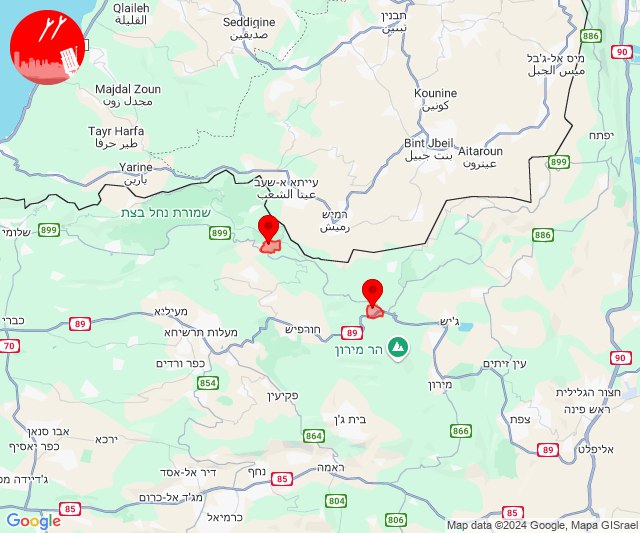 Qlaileh
القليلة
Seddiqine
صديقين
תבנין
تبنين
886
90
מיס אל-ג'בל
ميس الجبل
Majdal Zoun
مجدل زون
Kounine
كونين
Tayr Harfa
طير حرفا
Bint Jbeil
بنت جبيل
Aitaroun
عيترون
יפתח
Yarine
يارين
עייתא א-שעב
عيتا الشعب
899
שמורת נחל בצת
רמיש
رميش
899
899
שלומי
886
מעיליא
כברי
89
70
מעלות תרשיחא
חורפיש
89
ג'יש
הר מירון
כפר ורדים
854
עין זיתים
90
מירון
פקיעין
חצור הגלילית
ראש פינה
בית ג'ן
צפת
אבו סנאן
ירכא
כפר יאסיף
864
866
89
אליפלט
ראמה
דיר אל-אסד
נחף
85
ג'דיידה מכ
מג'ד אל-כרום
804
85
כרמיאל
806
85
Google
Map data ©2024 Google, Mapa GISrael